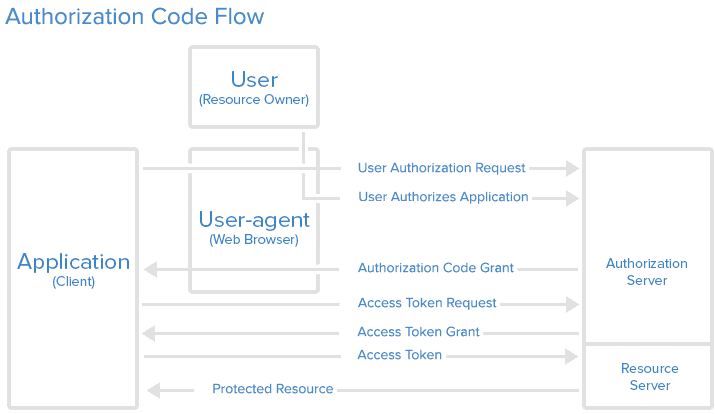 Authorization Code Flow
User
(Resource Owner)
User Authorization Request
User Authorizes Application
User-agent
(Web Browser)
Application
(Client)
Authorization Code Grant
Authorization
Server
Access Token Request
Access Token Grant
Access Token
Resource
Server
Protected Resource